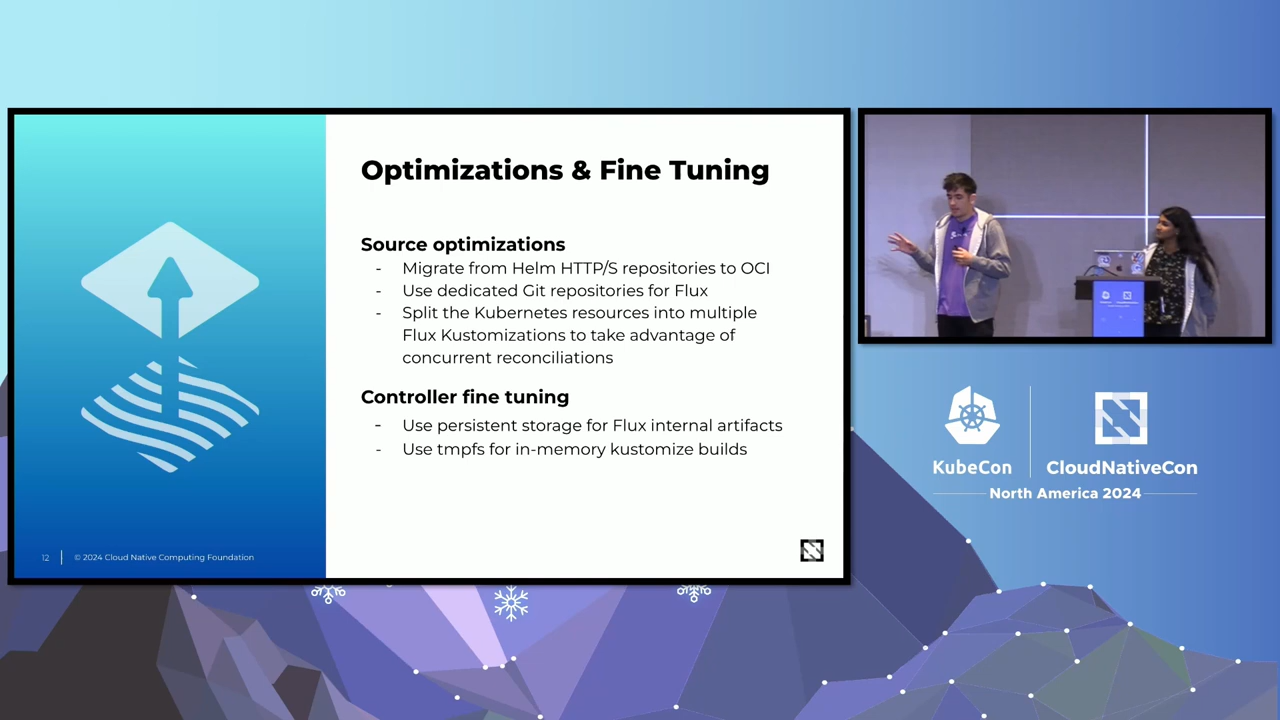 Optimizations & Fine Tuning
Source optimizations
- Migrate from Helm HTTP/S repositories to OCI
- Use dedicated Git repositories for Flux
- Split the Kubernetes resources into multiple
Flux Kustomizations to take advantage of
concurrent reconciliations
Controller fine tuning
- Use persistent storage for Flux internal artifacts
- Use tmpfs for in-memory kustomize builds
12 | © 2024 Cloud Native Computing Foundation
KubeCon
CloudNativeCon
North America 2024